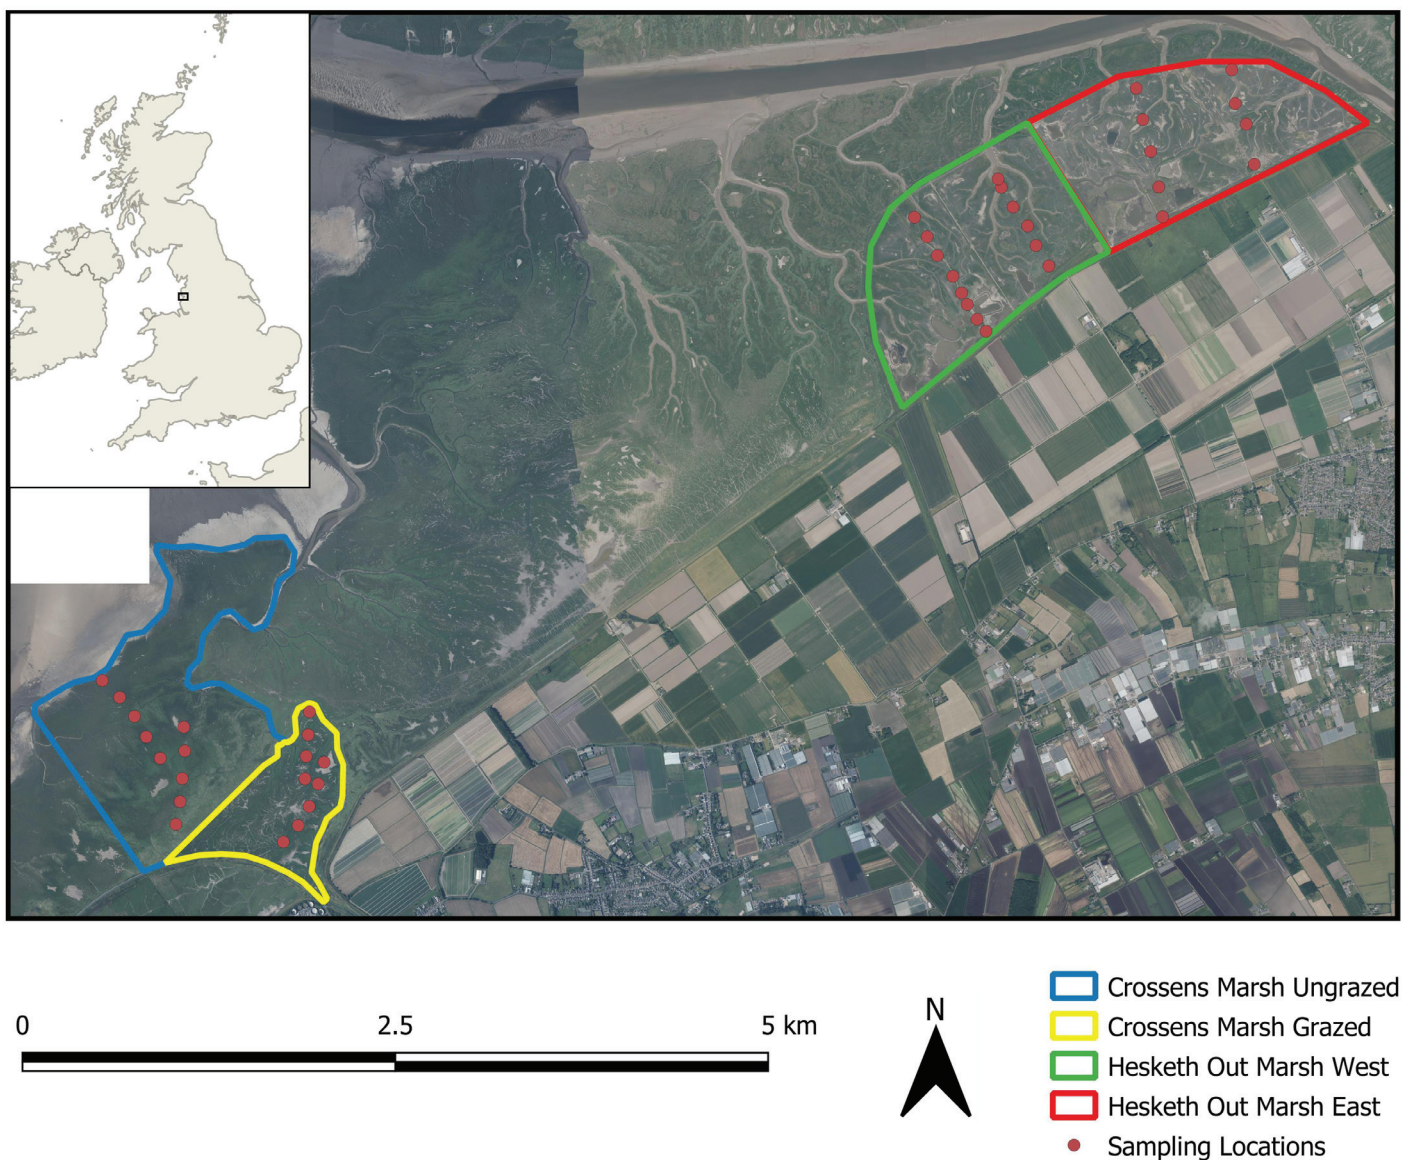 0 2.5 5 km
N
Crossens Marsh Ungrazed
Crossens Marsh Grazed
Hesketh Out Marsh West
Hesketh Out Marsh East
Sampling Locations